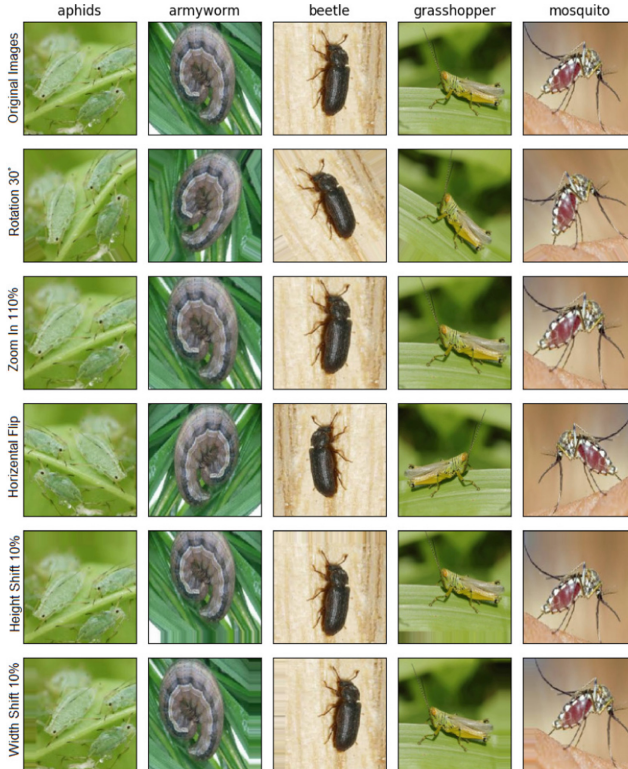 aphids armyworm beetle grasshopper mosquito
Original Images
Rotation 30°
Zoom In 110%
Horizental Flip
Height Shift 10%
Width Shift 10%